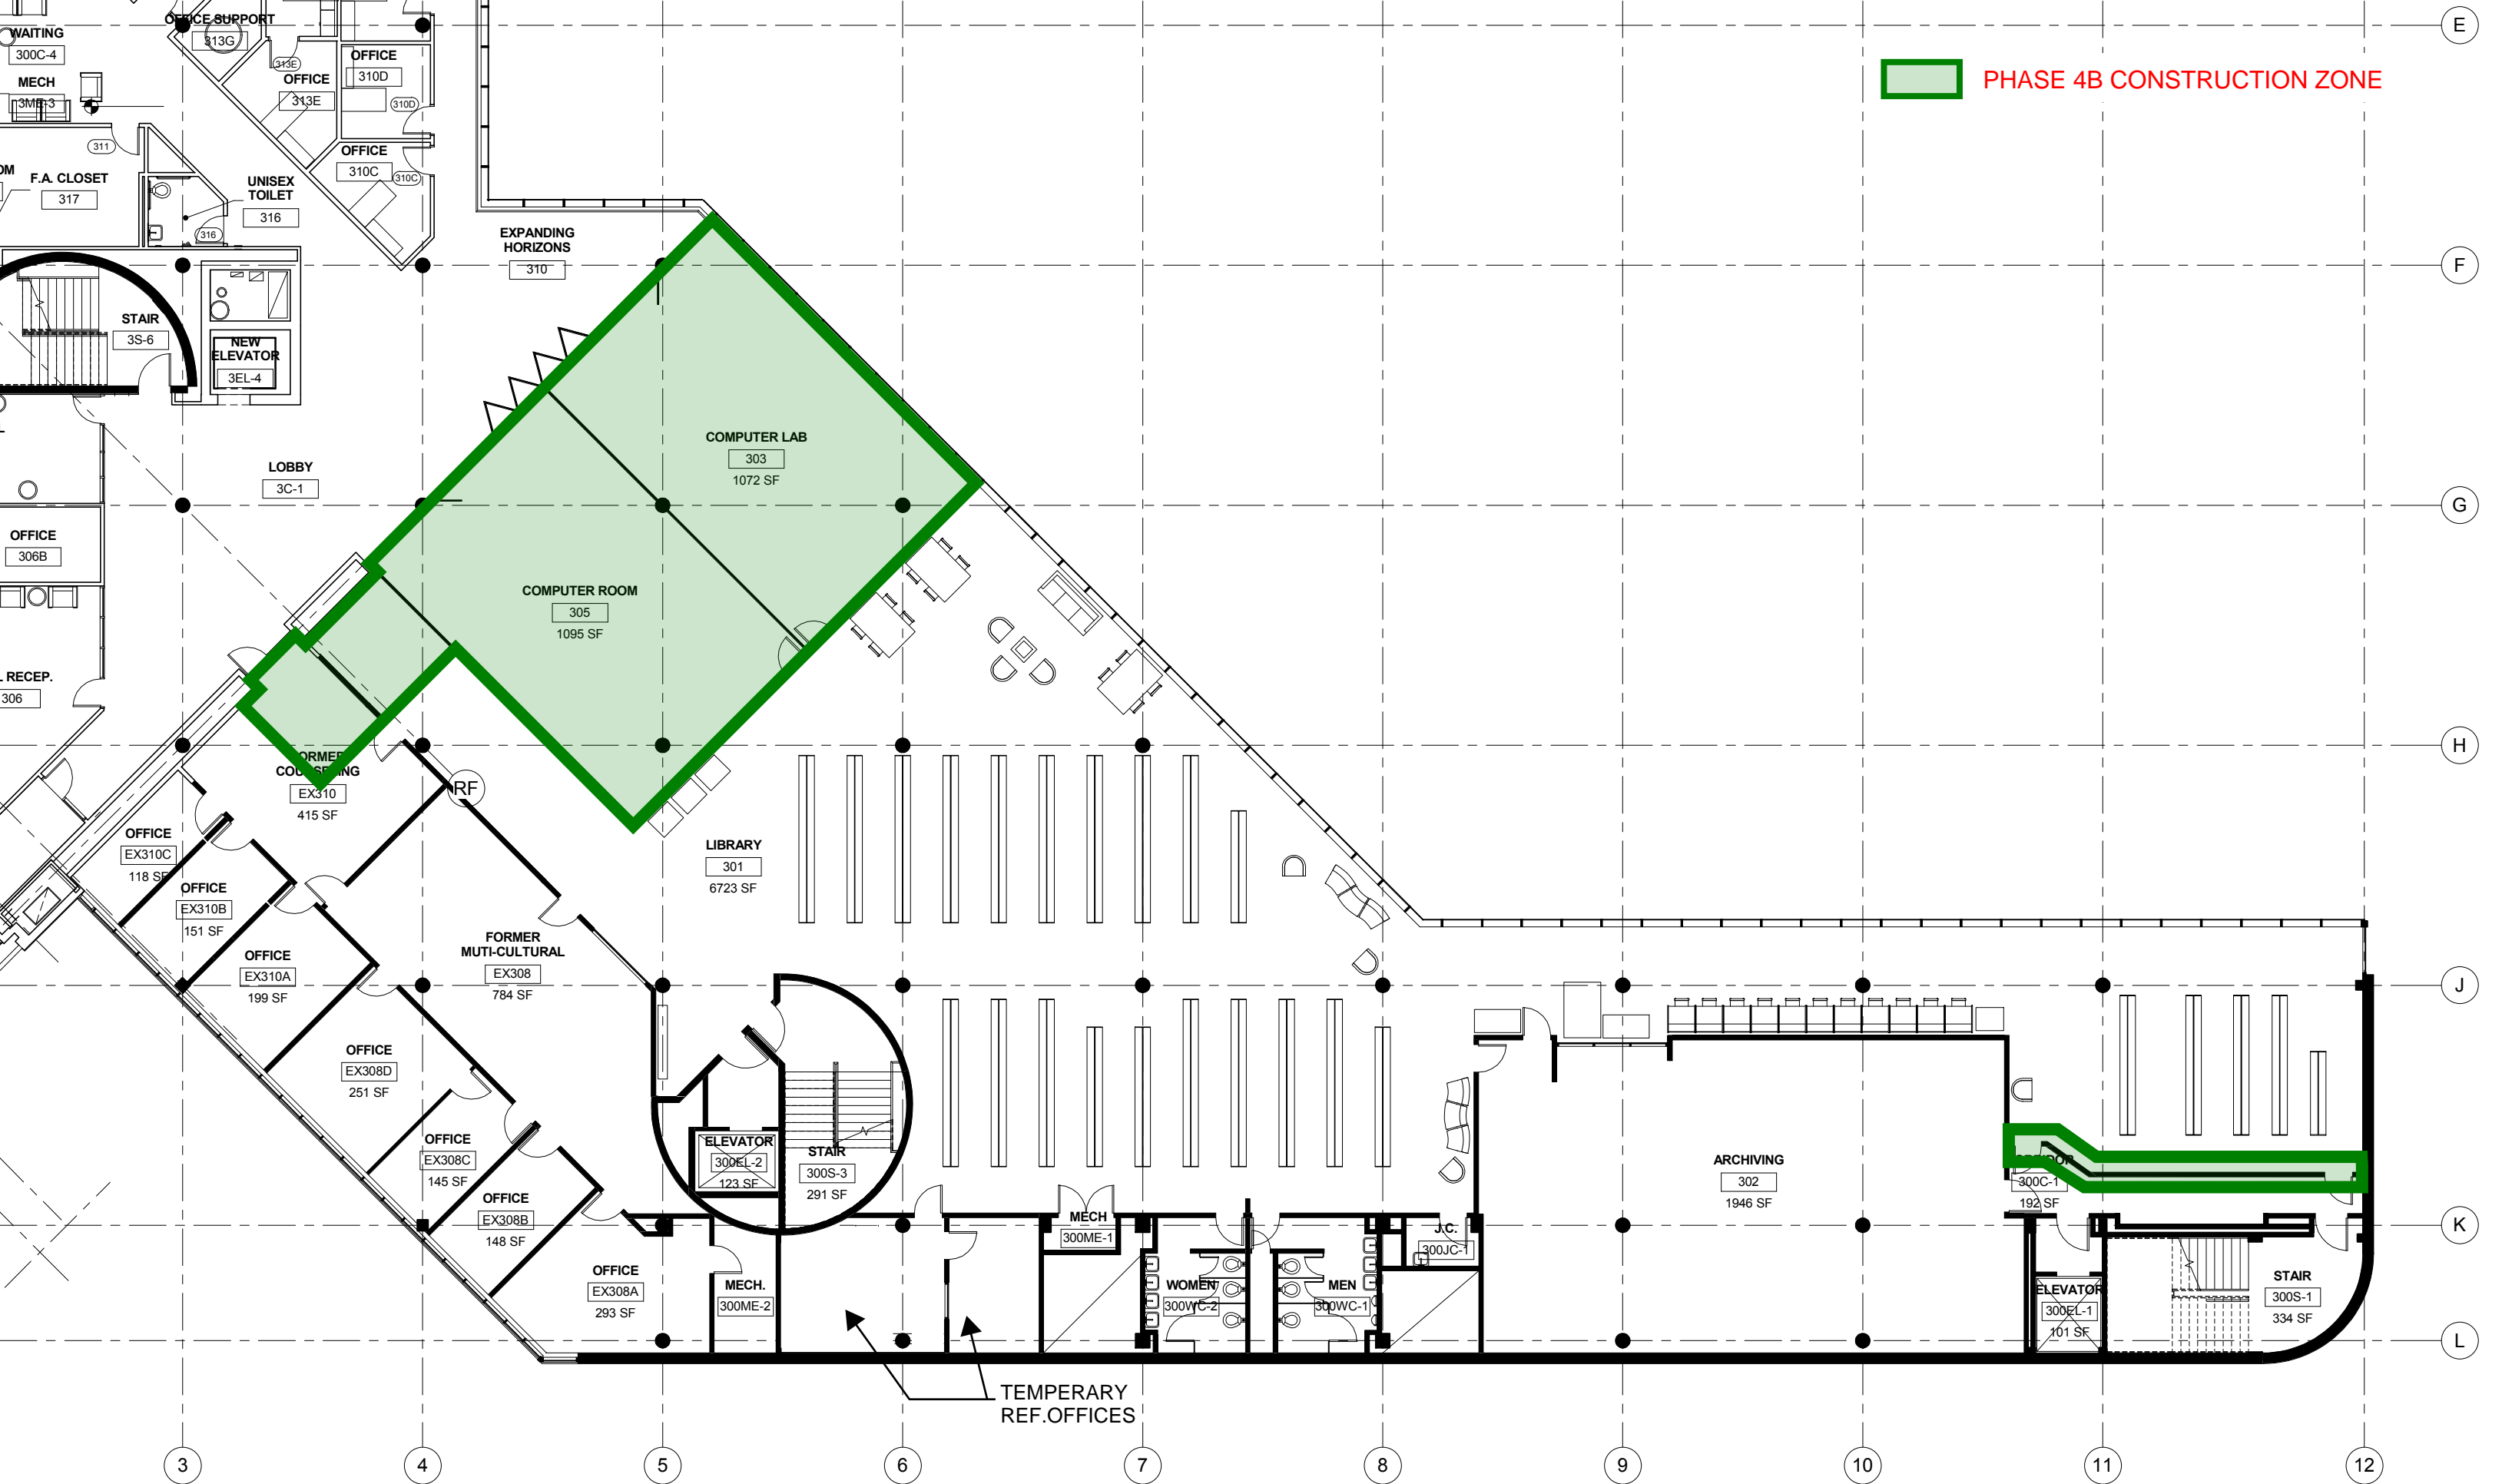 OFFICE SUPPORT
313G
WAITING
300C-4
MECH
3ME-3
313E
OFFICE
313E
OFFICE
310D
310D
OFFICE
310C
310C
311
F.A. CLOSET
317
UNISEX
TOILET
316
316
E
PHASE 4B CONSTRUCTION ZONE
EXPANDING
HORIZONS
310
F
STAIR
3S-6
NEW
ELEVATOR
3EL-4
LOBBY
3C-1
COMPUTER LAB
303
1072 SF
G
OFFICE
306B
COMPUTER ROOM
305
1095 SF
RECEP.
306
H
FORMER
EX310
415 SF
RF
OFFICE
EX310C
118 SF
OFFICE
EX310B
151 SF
OFFICE
EX310A
199 SF
LIBRARY
301
6723 SF
FORMER
MUTI-CULTURAL
EX308
784 SF
J
OFFICE
EX308D
251 SF
OFFICE
EX308C
145 SF
OFFICE
EX308B
148 SF
OFFICE
EX308A
293 SF
ELEVATOR
300EL-2
123 SF
STAIR
300S-3
291 SF
ARCHIVING
302
1946 SF
300C-1
192 SF
K
MECH
300ME-1
J.C.
300JC-1
MECH.
300ME-2
WOMEN
300WC-2
MEN
300WC-1
ELEVATOR
300EL-1
101 SF
STAIR
300S-1
334 SF
L
TEMPERARY
REF.OFFICES
3
4
5
6
7
8
9
10
11
12